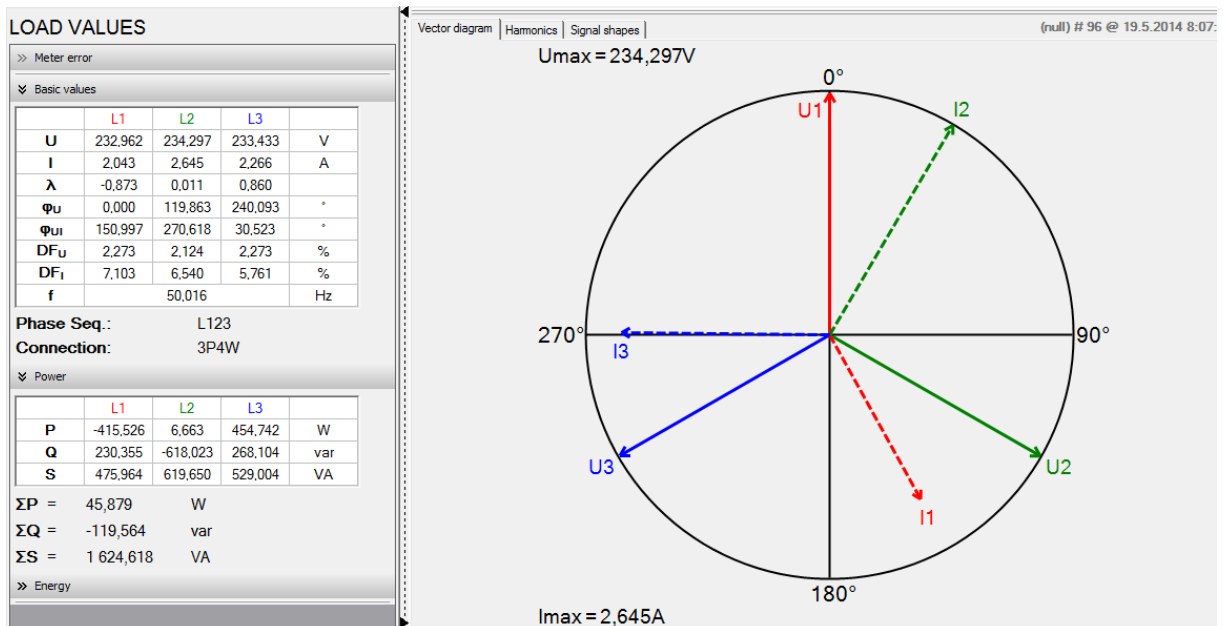 LOAD VALUES
Meter error
Basic values
L1 L2 L3
U 232,962 234,297 233,433 V
I 2,043 2,645 2,266 A
λ -0,873 0,011 0,860
φU 0,000 119,863 240,093 °
φUI 150,997 270,618 30,523 °
DFU 2,273 2,124 2,273 %
DFI 7,103 6,540 5,761 %
f 50,016 Hz
Phase Seq.: L123
Connection: 3P4W
Power
L1 L2 L3
P -415,526 6,663 454,742 W
Q 230,355 -618,023 268,104 var
S 475,964 619,650 529,004 VA
ΣP = 45,879 W
ΣQ = -119,564 var
ΣS = 1 624,618 VA
Energy
Vector diagram Harmonics Signal shapes
(null) # 96 @ 19.5.2014 8:07:
Umax = 234,297V
0°
U1
I2
270°
90°
I3
U3
U2
I1
180°
Imax = 2,645A